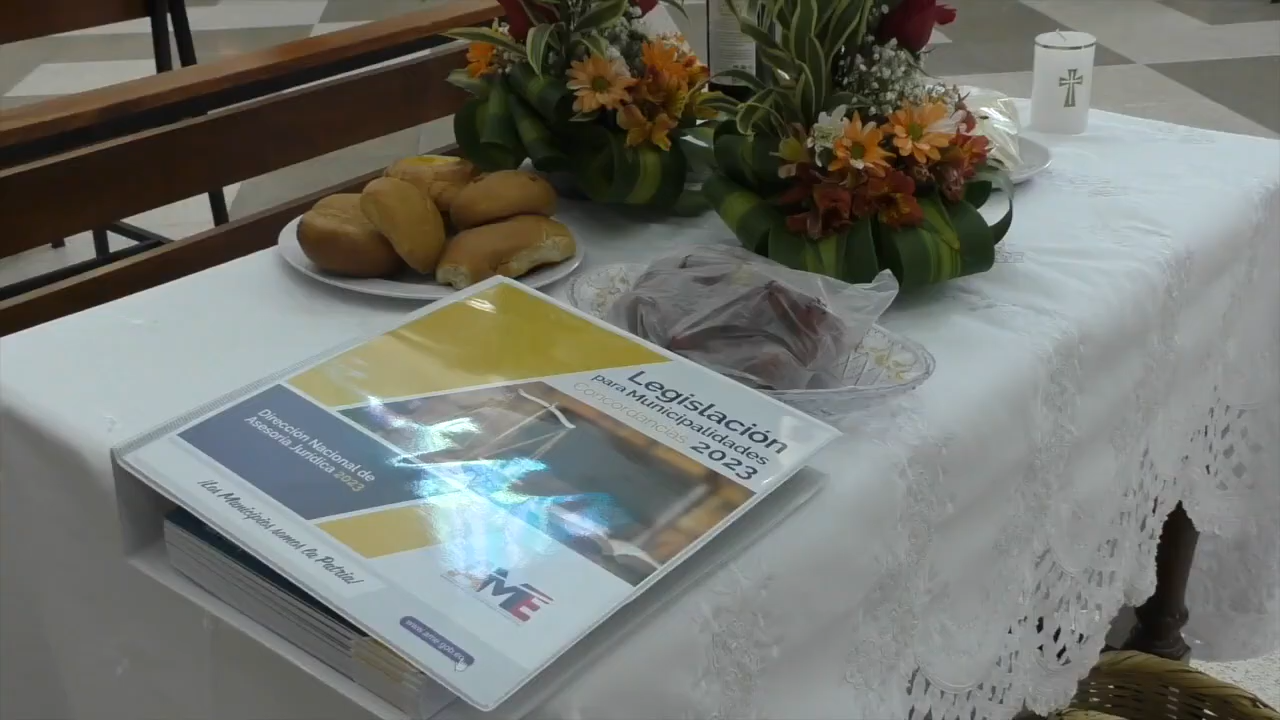 Legislación
para Municipalidades
Concordancias 2023
Dirección Nacional de
Asesoría Jurídica 2023
¡Los Municipios somos la Patria!
AME
www.ame.gob.ec